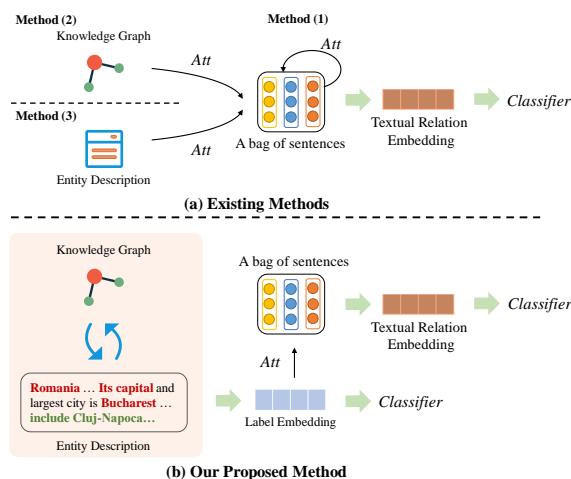 Method (1)
Method (2)
Knowledge Graph
Att
Att
Method (3)
Att
Entity Description
A bag of sentences
Textual Relation
Embedding
Classifier
(a) Existing Methods
Knowledge Graph
A bag of sentences
Textual Relation
Embedding
Classifier
Att
Romania … Its capital and
largest city is Bucharest …
include Cluj-Napoca…
Label Embedding
Classifier
Entity Description
(b) Our Proposed Method